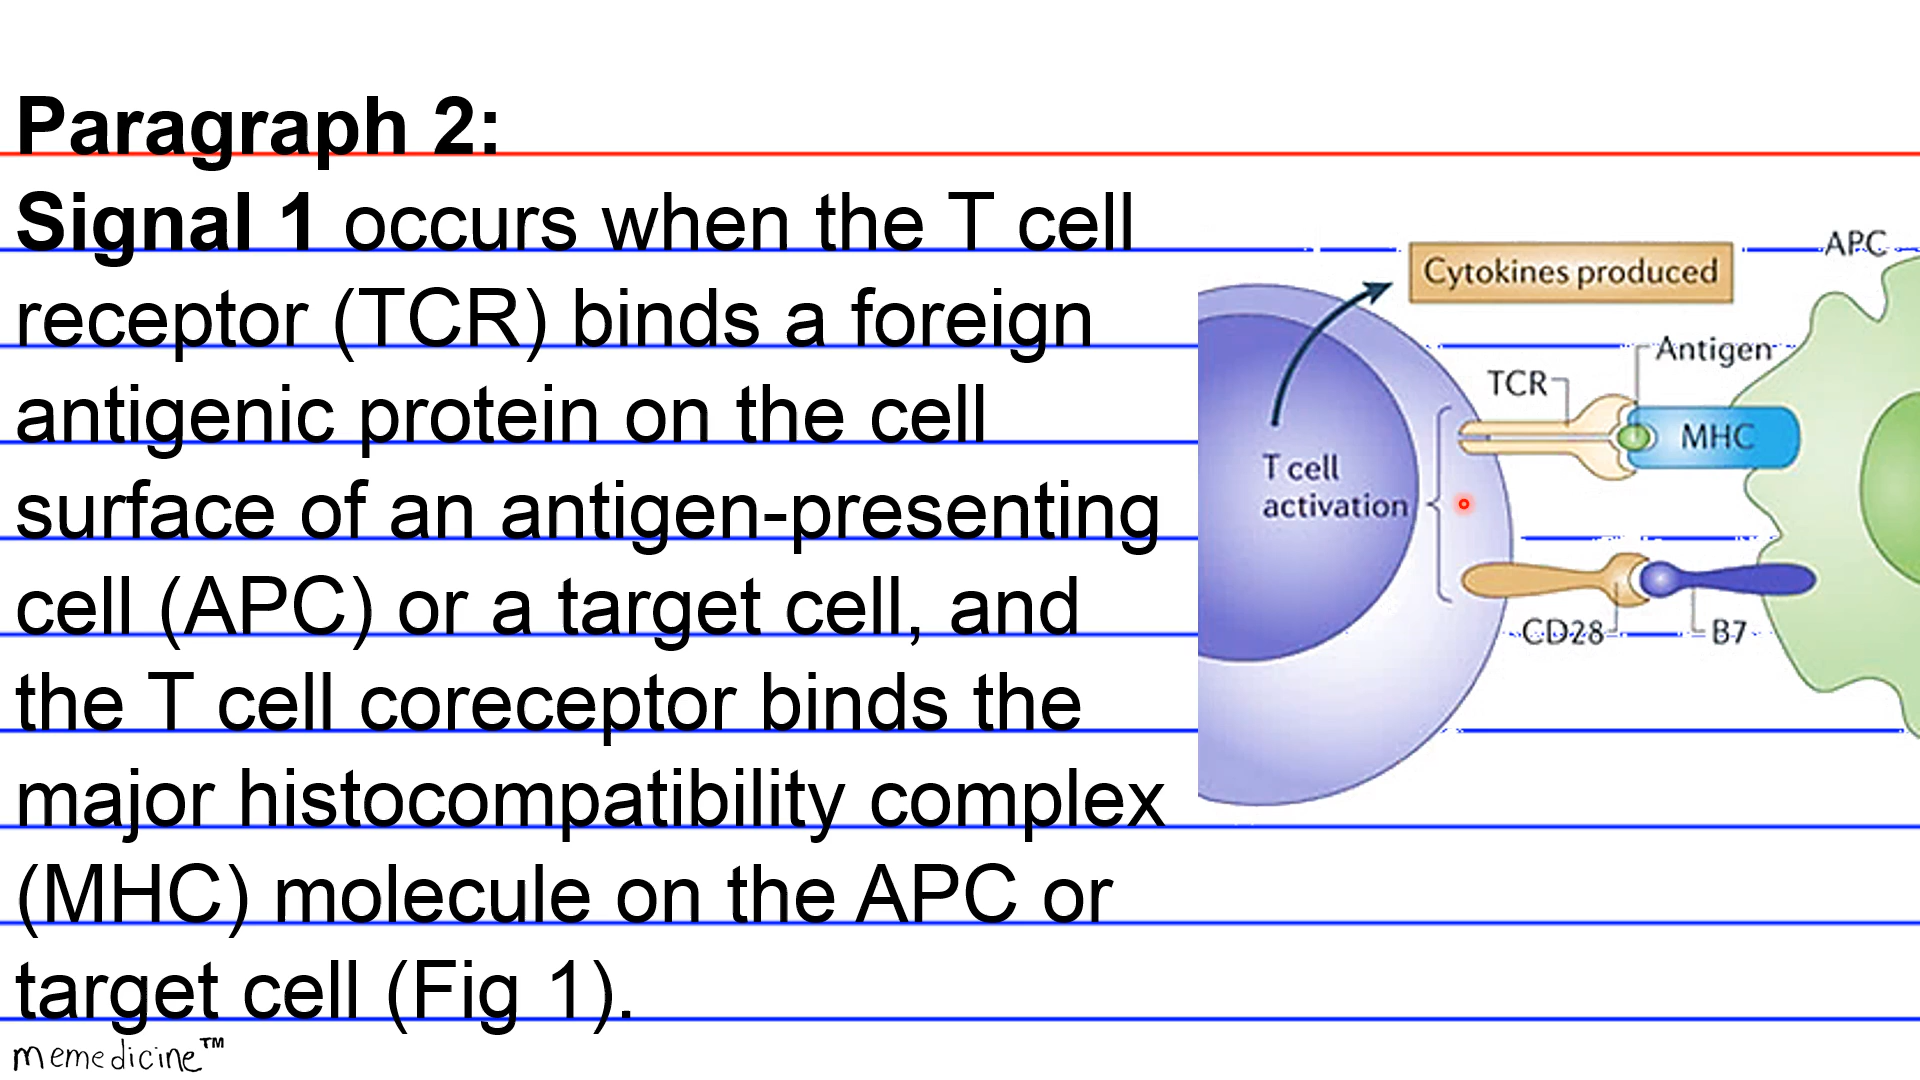 Paragraph 2:
Signal 1 occurs when the T cell
receptor (TCR) binds a foreign
antigenic protein on the cell
surface of an antigen-presenting
cell (APC) or a target cell, and
the T cell coreceptor binds the
major histocompatibility complex
(MHC) molecule on the APC or
target cell (Fig 1).
memedicine™
APC
Cytokines produced
Antigen
TCR
MHC
T cell
activation
CD28
B7